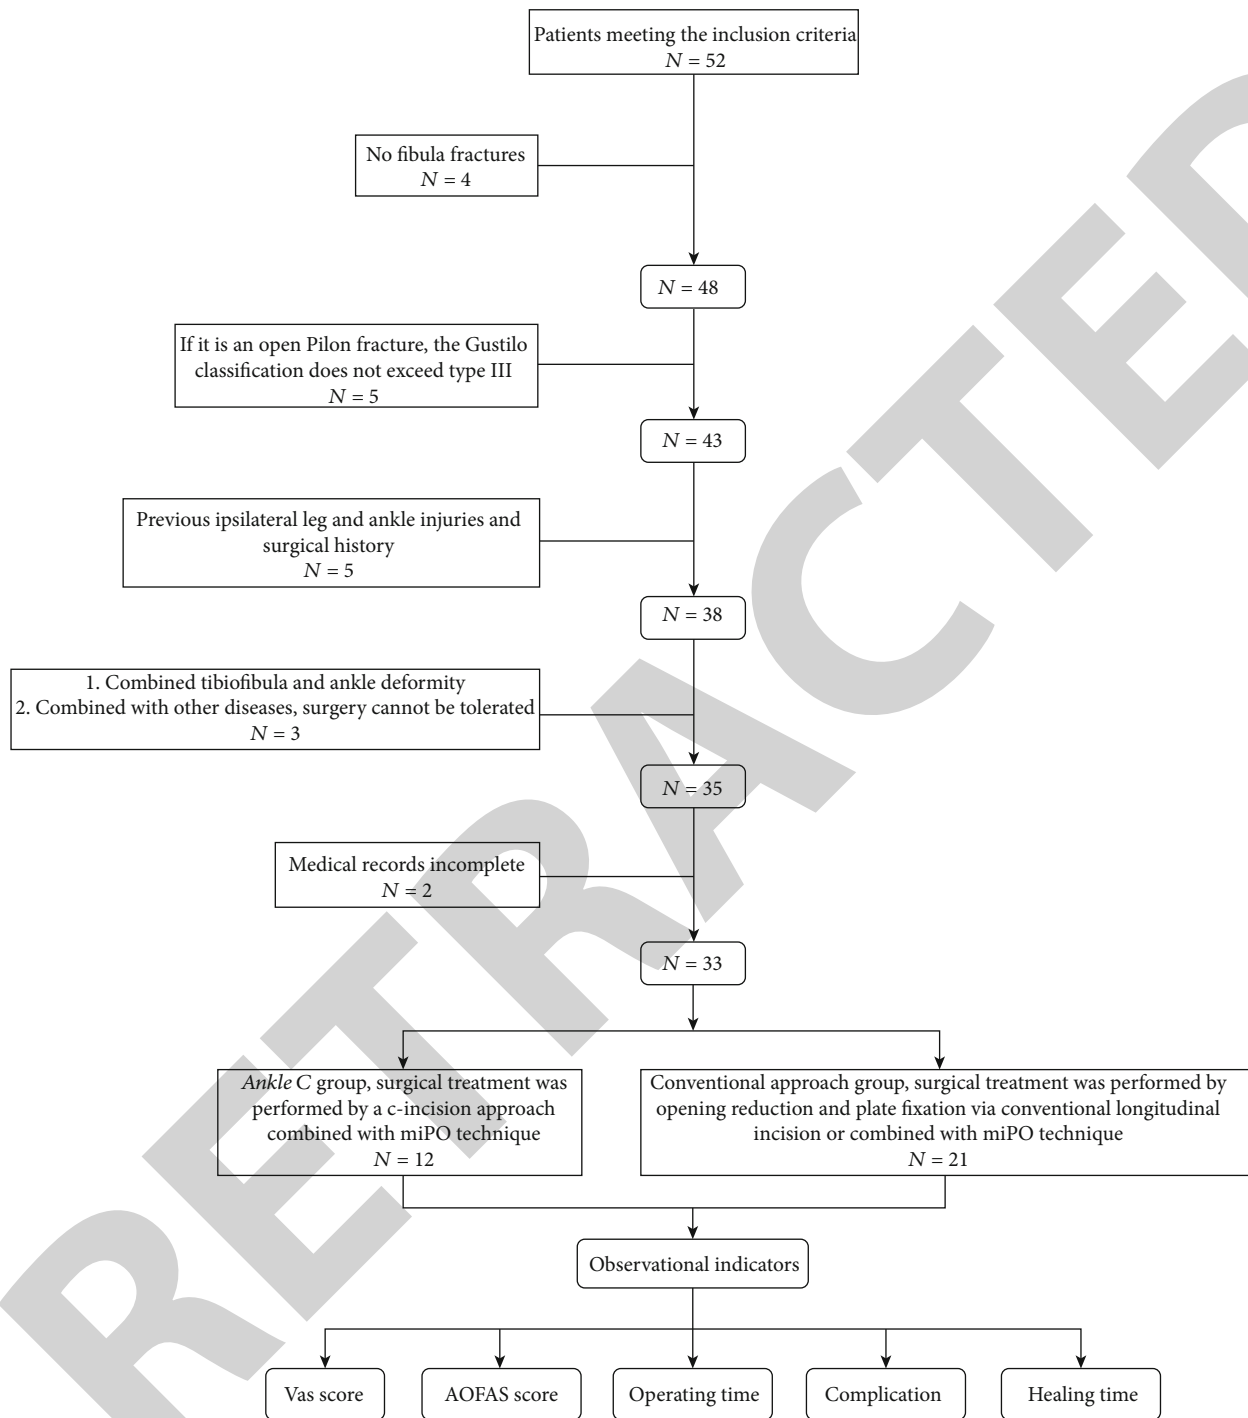 Patients meeting the inclusion criteria
N = 52
No fibula fractures
N = 4
N = 48
If it is an open Pilon fracture, the Gustilo
classification does not exceed type III
N = 5
N = 43
Previous ipsilateral leg and ankle injuries and
surgical history
N = 5
N = 38
1. Combined tibiofibula and ankle deformity
2. Combined with other diseases, surgery cannot be tolerated
N = 3
N = 35
Medical records incomplete
N = 2
N = 33
Ankle C group, surgical treatment was
performed by a c-incision approach
combined with miPO technique
N = 12
Conventional approach group, surgical treatment was performed by
opening reduction and plate fixation via conventional longitudinal
incision or combined with miPO technique
N = 21
Observational indicators
Vas score
AOFAS score
Operating time
Complication
Healing time
RETRACTED